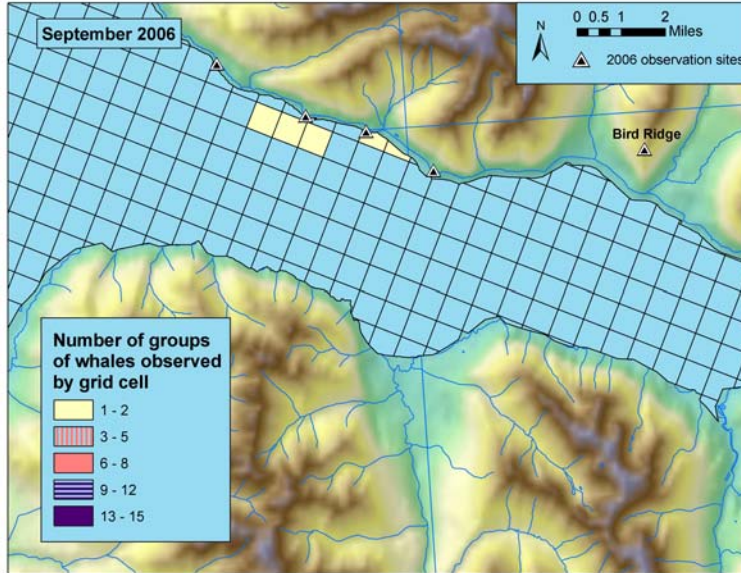 September 2006
N
0 0.5 1 2
Miles
2006 observation sites
Bird Ridge
Number of groups
of whales observed
by grid cell
1 - 2
3 - 5
6 - 8
9 - 12
13 - 15